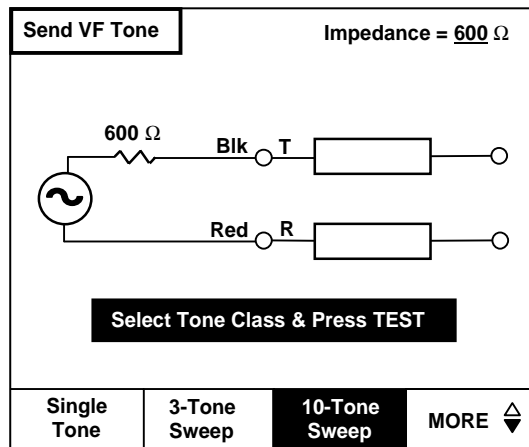 Send VF Tone
Impedance = 600 Ω
600 Ω
Blk T
Red R
Select Tone Class & Press TEST
Single
Tone
3-Tone
Sweep
10-Tone
Sweep
MORE